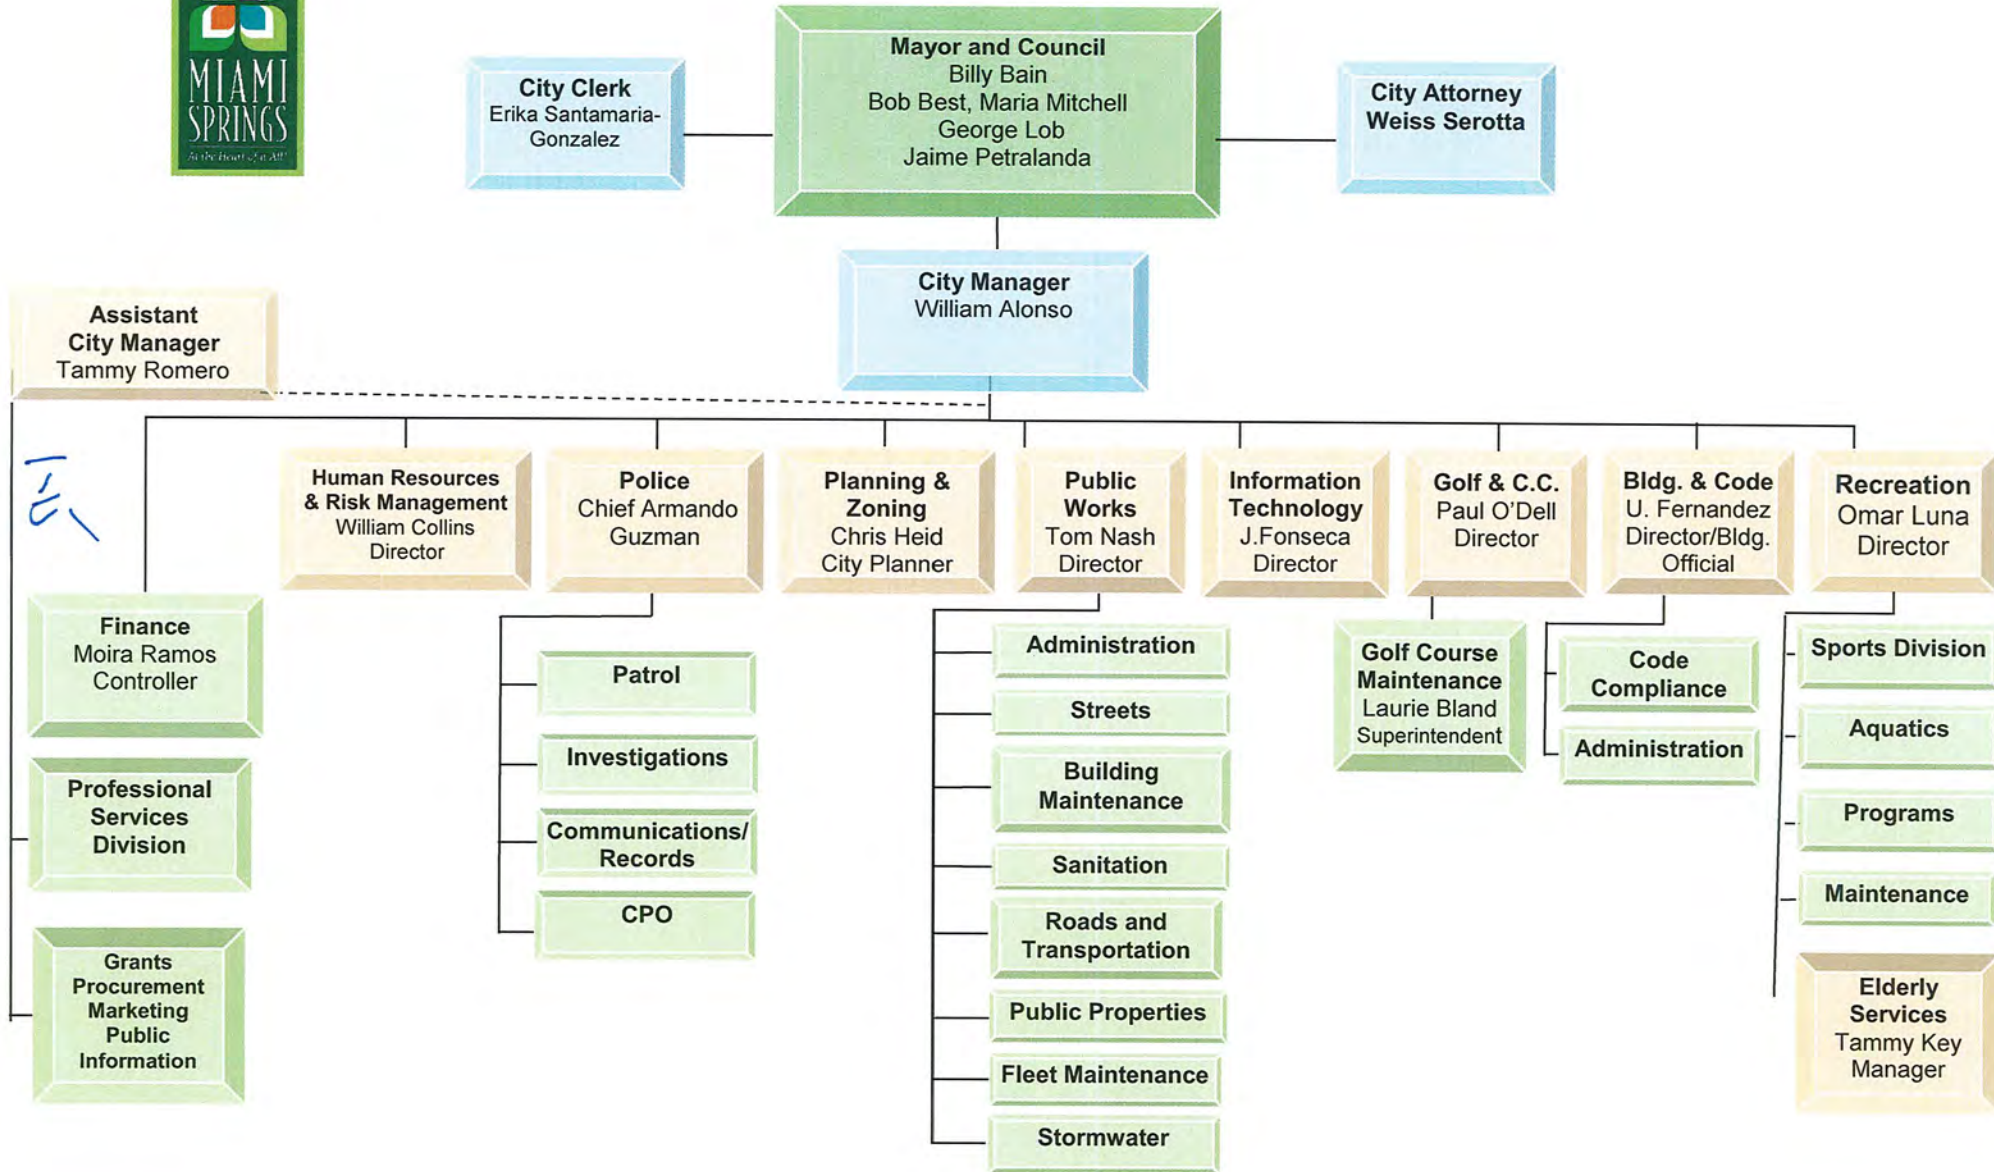 MIAMI
SPRINGS
Mayor and Council
Billy Bain
Bob Best, Maria Mitchell
George Lob
Jaime Petralanda
City Clerk
Erika Santamaria-
Gonzalez
City Attorney
Weiss Serotta
City Manager
William Alonso
Assistant
City Manager
Tammy Romero
Human Resources
& Risk Management
William Collins
Director
Police
Chief Armando
Guzman
Planning &
Zoning
Chris Heid
City Planner
Public
Works
Tom Nash
Director
Information
Technology
J.Fonseca
Director
Golf & C.C.
Paul O'Dell
Director
Bldg. & Code
U. Fernandez
Director/Bldg.
Official
Recreation
Omar Luna
Director
Finance
Moira Ramos
Controller
Professional
Services
Division
Grants
Procurement
Marketing
Public
Information
Patrol
Investigations
Communications/
Records
CPO
Administration
Streets
Building
Maintenance
Sanitation
Roads and
Transportation
Public Properties
Fleet Maintenance
Stormwater
Golf Course
Maintenance
Laurie Bland
Superintendent
Code
Compliance
Administration
Sports Division
Aquatics
Programs
Maintenance
Elderly
Services
Tammy Key
Manager